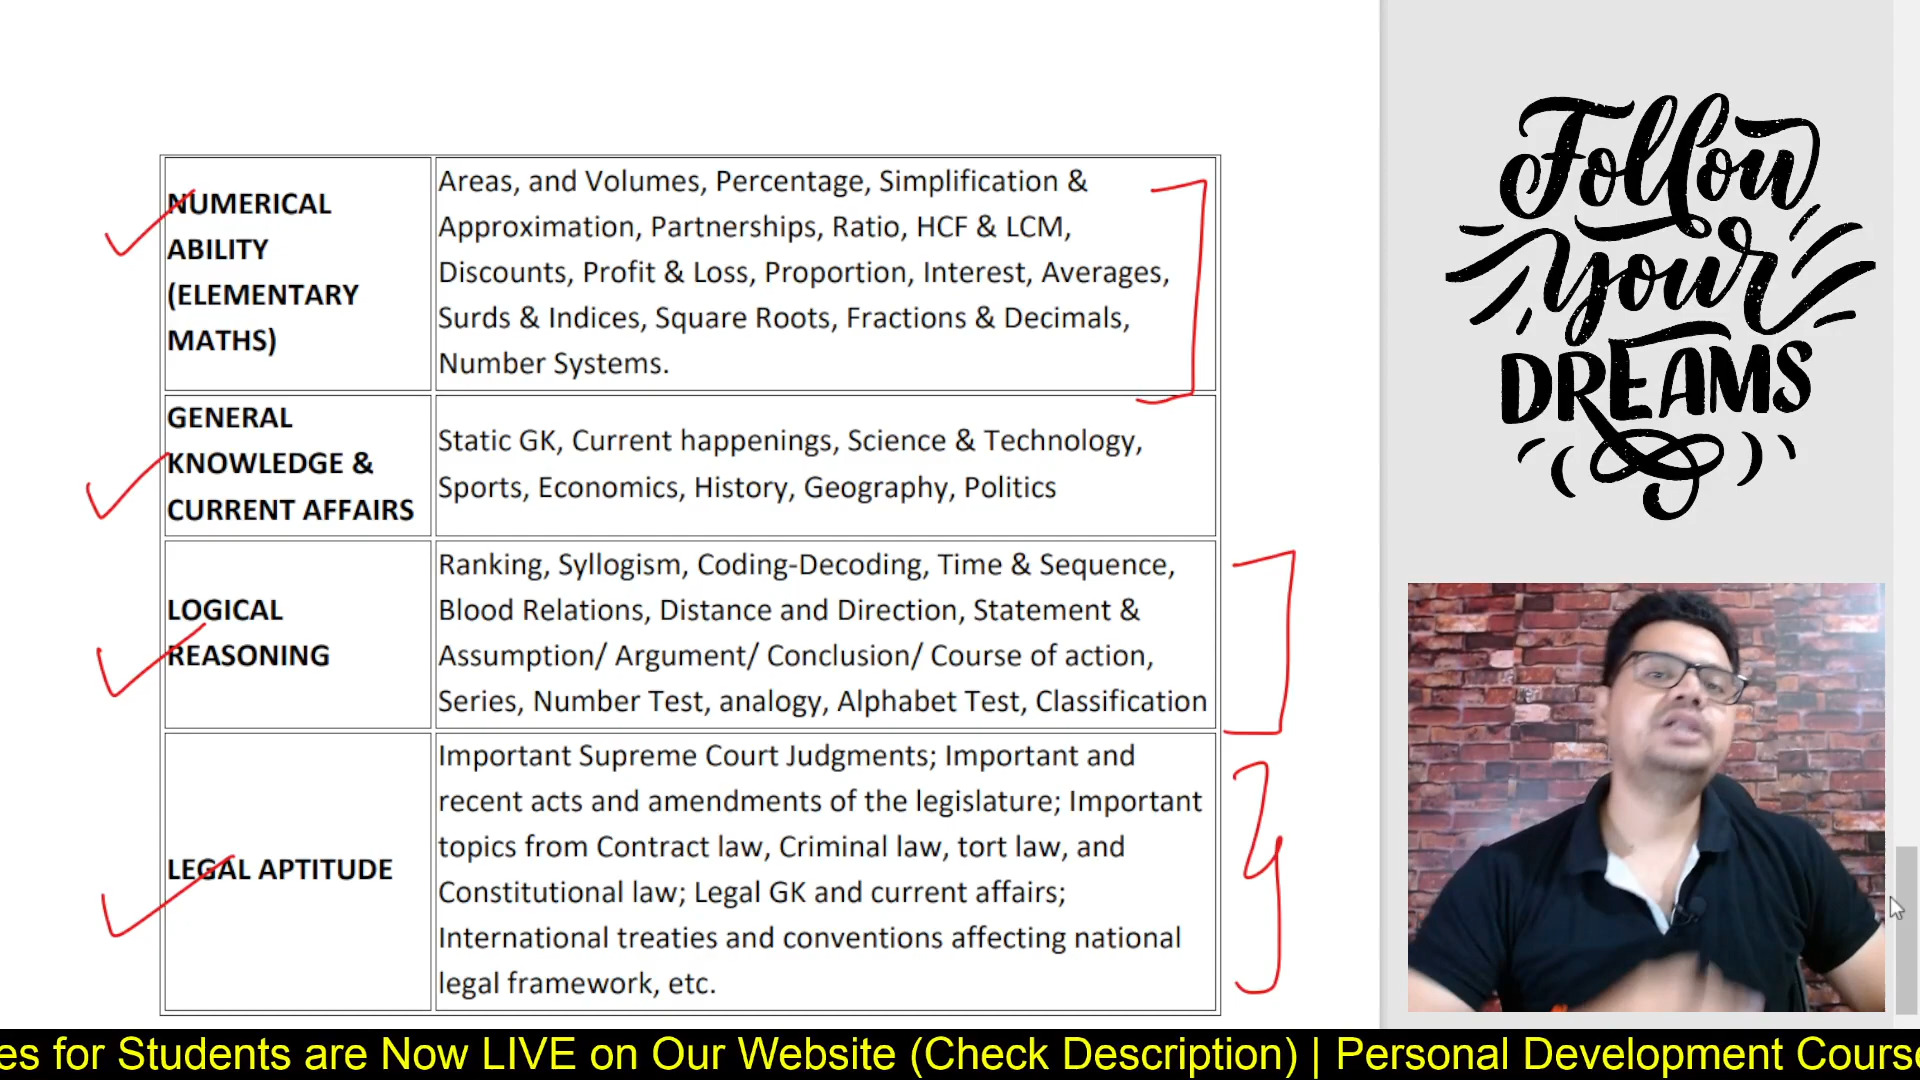 NUMERICAL
ABILITY
(ELEMENTARY
MATHS)
Areas, and Volumes, Percentage, Simplification &
Approximation, Partnerships, Ratio, HCF & LCM,
Discounts, Profit & Loss, Proportion, Interest, Averages,
Surds & Indices, Square Roots, Fractions & Decimals,
Number Systems.
GENERAL
KNOWLEDGE &
CURRENT AFFAIRS
Static GK, Current happenings, Science & Technology,
Sports, Economics, History, Geography, Politics
LOGICAL
REASONING
Ranking, Syllogism, Coding-Decoding, Time & Sequence,
Blood Relations, Distance and Direction, Statement &
Assumption/ Argument/ Conclusion/ Course of action,
Series, Number Test, analogy, Alphabet Test, Classification
LEGAL APTITUDE
Important Supreme Court Judgments; Important and
recent acts and amendments of the legislature; Important
topics from Contract law, Criminal law, tort law, and
Constitutional law; Legal GK and current affairs;
International treaties and conventions affecting national
legal framework, etc.
Follow
Your
DREAMS
es for Students are Now LIVE on Our Website (Check Description) | Personal Development Course